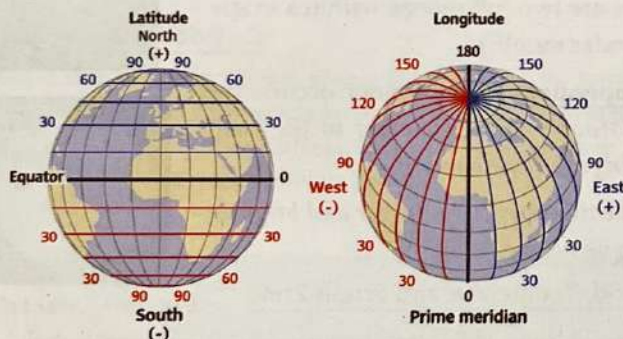 Latitude
North
(+)
90 90
60 60
30 30
Equator 0
30 30
30 60
90 90
South
(-)
Longitude
180
150 150
120 120
90 90
West East
(-) (+)
30 30
30 30
0
Prime meridian